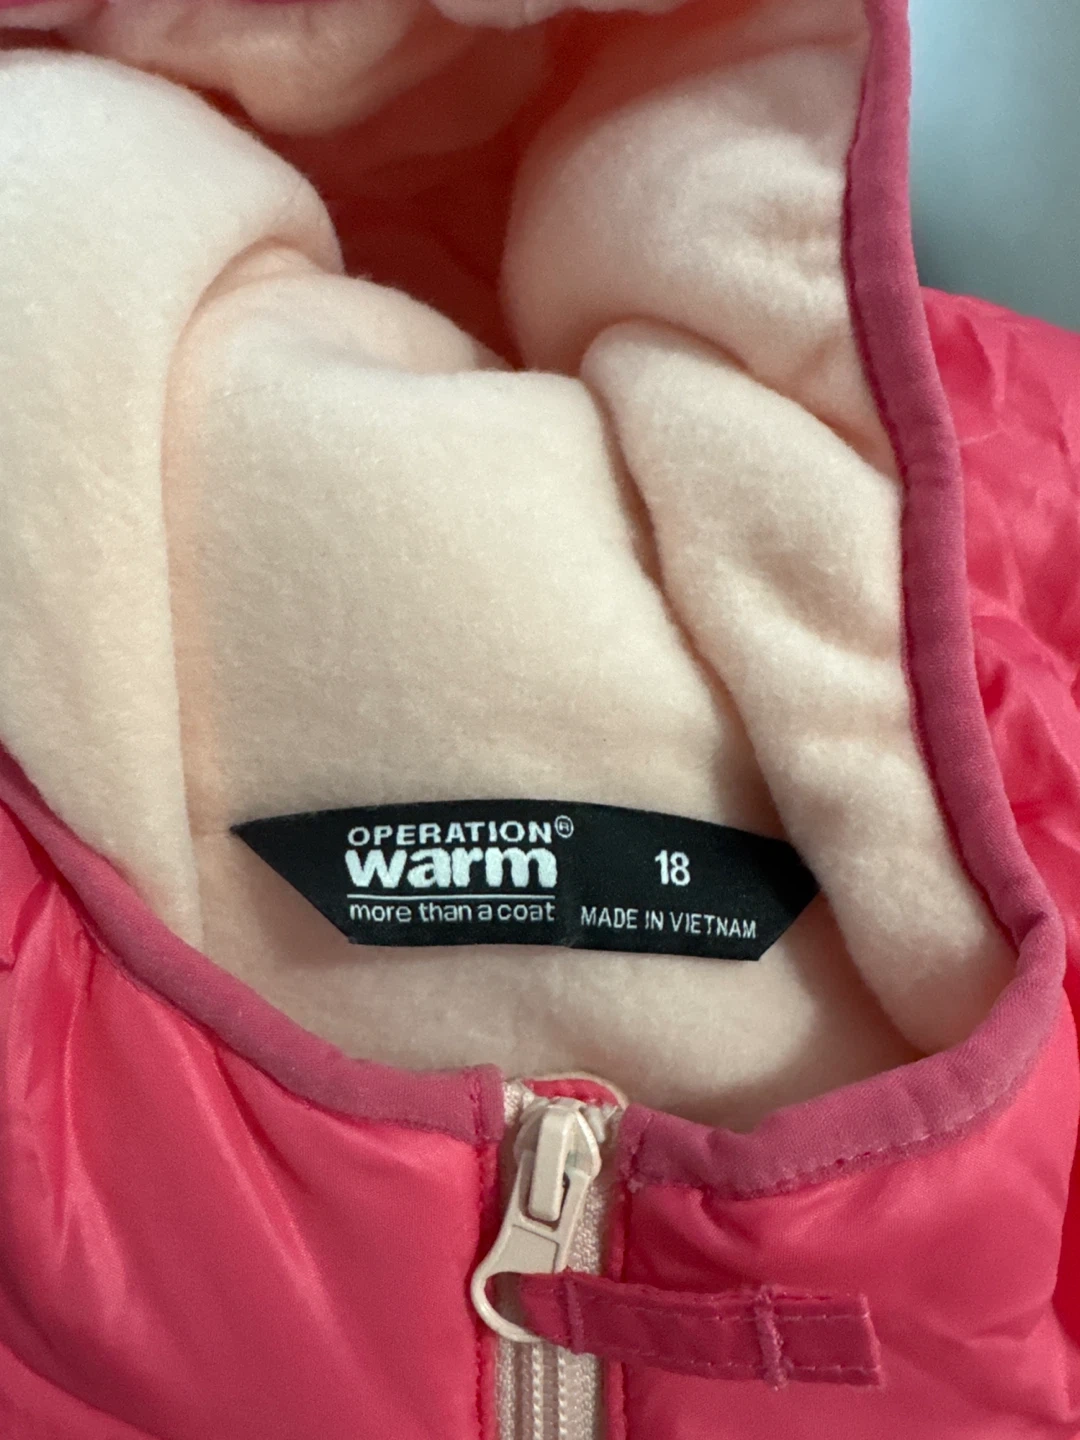 OPERATION®
warm
more than a coat
18
MADE IN VIETNAM